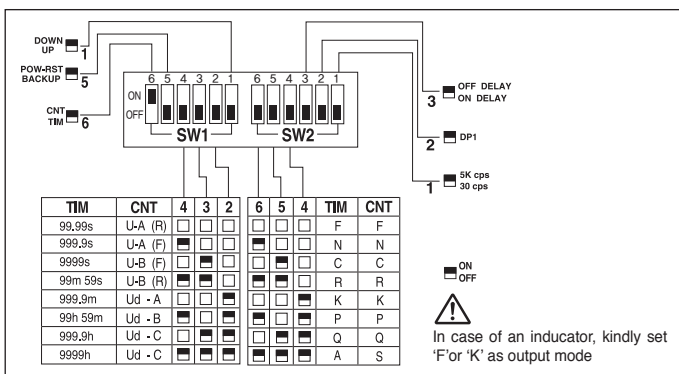 DOWN
UP
1
POW-RST
BACKUP
5
CNT
TIM
6
6 5 4 3 2 1
6 5 4 3 2 1
ON
OFF
SW1
SW2
OFF DELAY
ON DELAY
3
2
DP1
1
5K cps
30 cps
TIM CNT 4 3 2
99.99s U-A (R)
999.9s U-A (F)
9999s U-B (F)
99m 59s U-B (R)
999.9m Ud - A
99h 59m Ud - B
999.9h Ud - C
9999h Ud - C
6 5 4 TIM CNT
F F
N N
C C
R R
K K
P P
Q Q
A S
ON
OFF
In case of an inducator, kindly set
'F'or 'K' as output mode